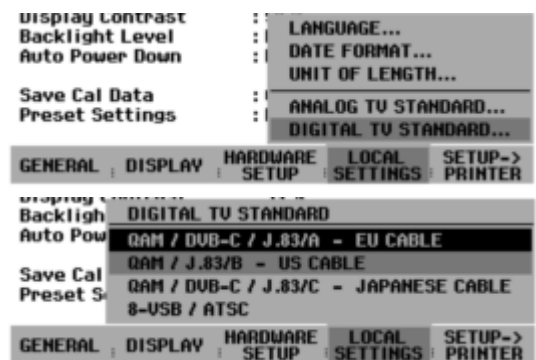 Display Contrast :
Backlight Level :
Auto Power Down :
Save Cal Data :
Preset Settings :
LANGUAGE...
DATE FORMAT...
UNIT OF LENGTH...
ANALOG TV STANDARD...
DIGITAL TV STANDARD...
GENERAL DISPLAY HARDWARE SETUP LOCAL SETTINGS SETUP-> PRINTER
Backligh
Auto Pow
Save Cal
Preset S
DIGITAL TV STANDARD
QAM / DVB-C / J.83/A - EU CABLE
QAM / J.83/B - US CABLE
QAM / DVB-C / J.83/C - JAPANESE CABLE
8-VSB / ATSC
GENERAL DISPLAY HARDWARE SETUP LOCAL SETTINGS SETUP-> PRINTER